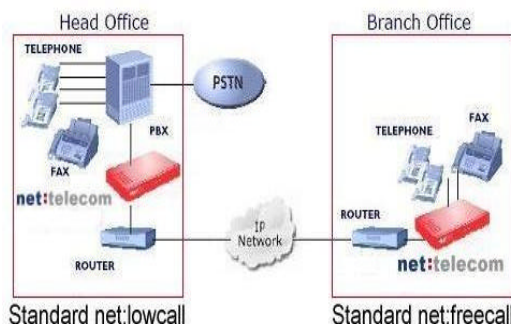 Head Office
TELEPHONE
PSTN
PBX
FAX
net:telecom
ROUTER
Standard net:lowcall
IP
Network
Branch Office
FAX
TELEPHONE
ROUTER
net:telecom
Standard net:freecall